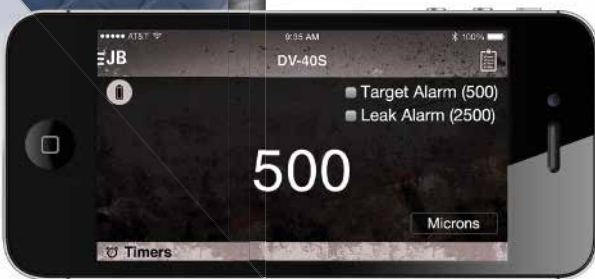 AT&T 9:35 AM 100%
JB DV-40S
Target Alarm (500)
Leak Alarm (2500)
500
Microns
Timers